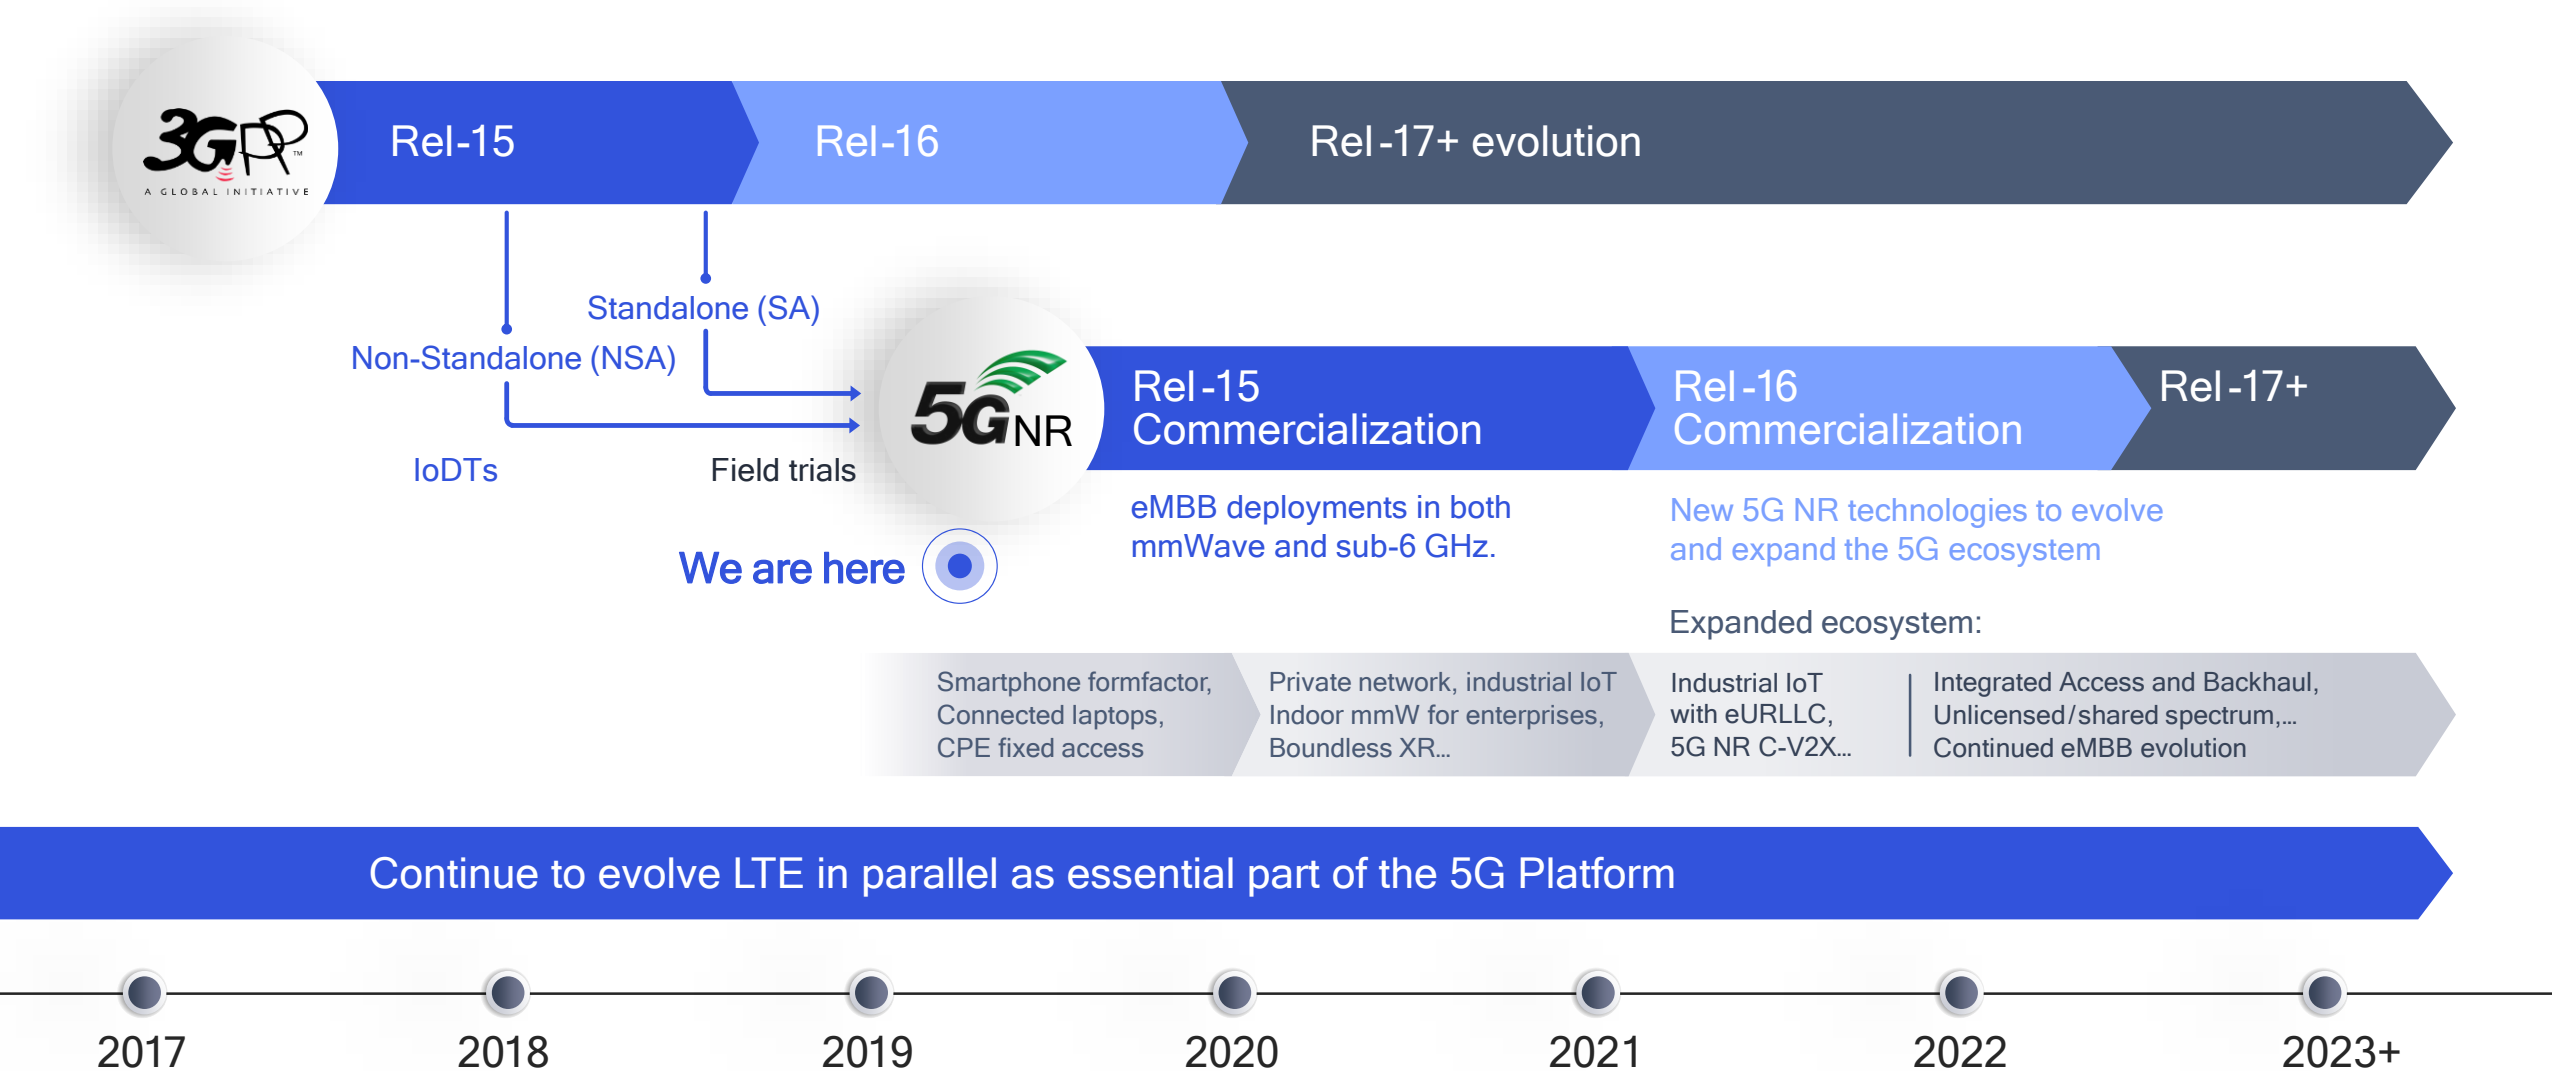 3GPP™
A GLOBAL INITIATIVE
Rel-15
Rel-16
Rel-17+ evolution
Standalone (SA)
Non-Standalone (NSA)
IoDTs
Field trials
5G NR
We are here
Rel-15
Commercialization
Rel-16
Commercialization
Rel-17+
eMBB deployments in both
mmWave and sub-6 GHz.
New 5G NR technologies to evolve
and expand the 5G ecosystem
Expanded ecosystem:
Smartphone formfactor,
Connected laptops,
CPE fixed access
Private network, industrial IoT
Indoor mmW for enterprises,
Boundless XR...
Industrial IoT
with eURLLC,
5G NR C-V2X...
Integrated Access and Backhaul,
Unlicensed/shared spectrum,...
Continued eMBB evolution
Continue to evolve LTE in parallel as essential part of the 5G Platform
2017
2018
2019
2020
2021
2022
2023+